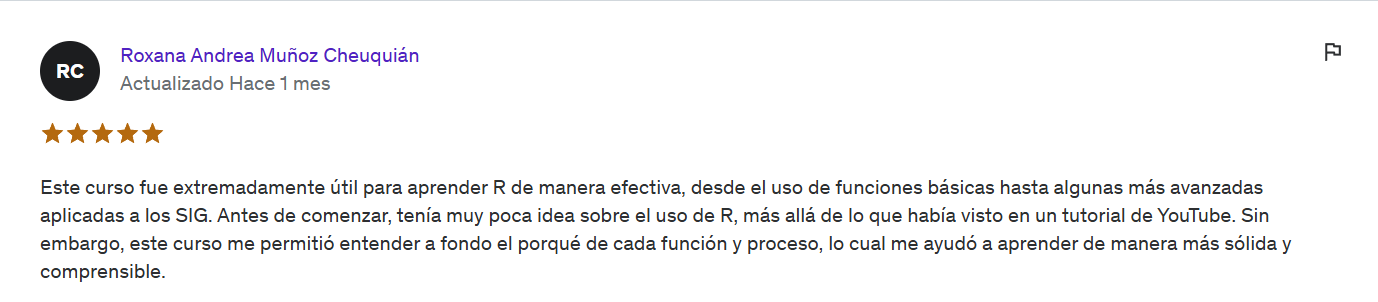 RC
Roxana Andrea Muñoz Cheuquián
Actualizado Hace 1 mes
Este curso fue extremadamente útil para aprender R de manera efectiva, desde el uso de funciones básicas hasta algunas más avanzadas
aplicadas a los SIG. Antes de comenzar, tenía muy poca idea sobre el uso de R, más allá de lo que había visto en un tutorial de YouTube. Sin
embargo, este curso me permitió entender a fondo el porqué de cada función y proceso, lo cual me ayudó a aprender de manera más sólida y
comprensible.